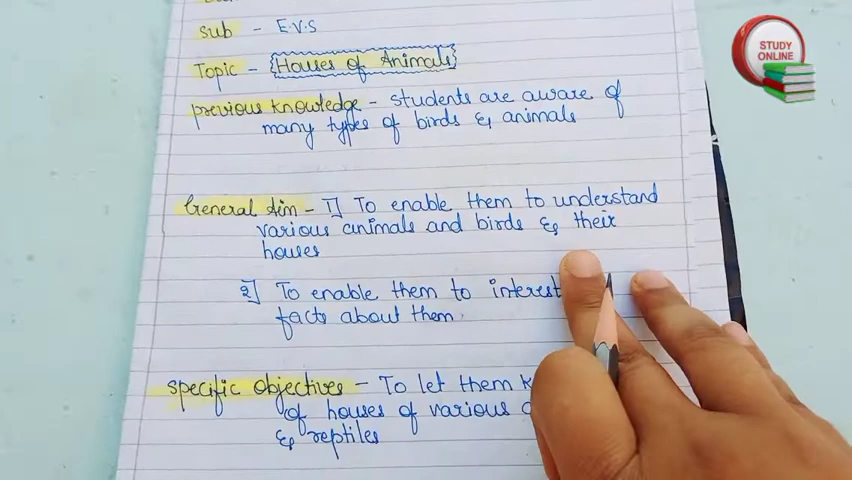 Sub - E.V.S
Topic - {Houses of Animals}
previous knowledge - students are aware of
many types of birds & animals
General Aim - 1] To enable them to understand
various animals and birds & their
houses
2] To enable them to interest
facts about them.
Specific objectives - To let them
of houses of various
& reptiles
STUDY
ONLINE